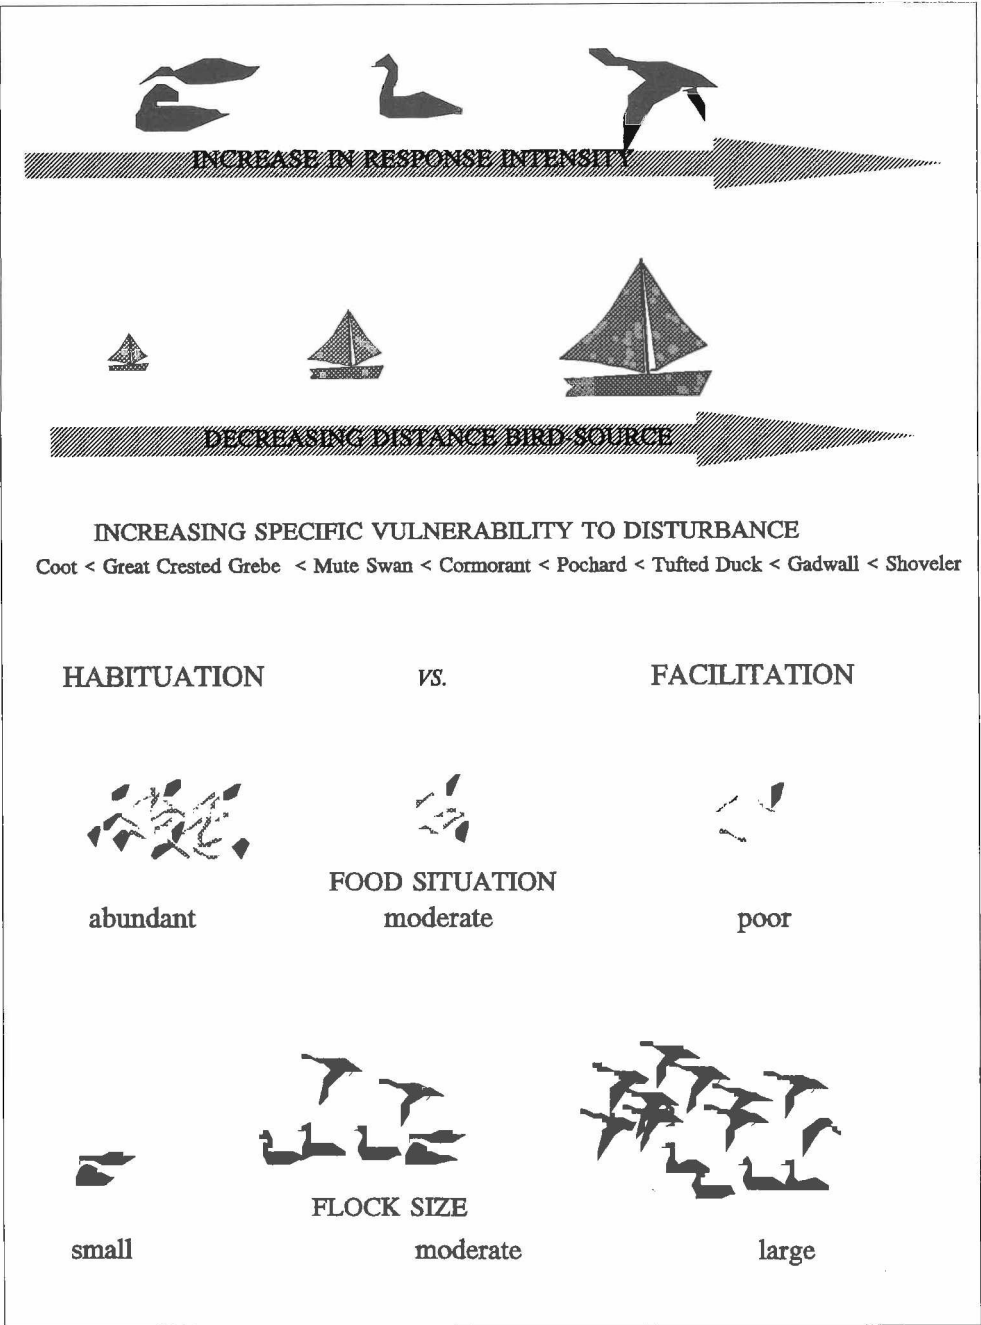 INCREASE IN RESPONSE INTENSITY
DECREASING DISTANCE BIRD-SOURCE
INCREASING SPECIFIC VULNERABILITY TO DISTURBANCE
Coot < Great Crested Grebe < Mute Swan < Cormorant < Pochard < Tufted Duck < Gadwall < Shoveler
HABITUATION vs. FACILITATION
FOOD SITUATION
abundant moderate poor
FLOCK SIZE
small moderate large